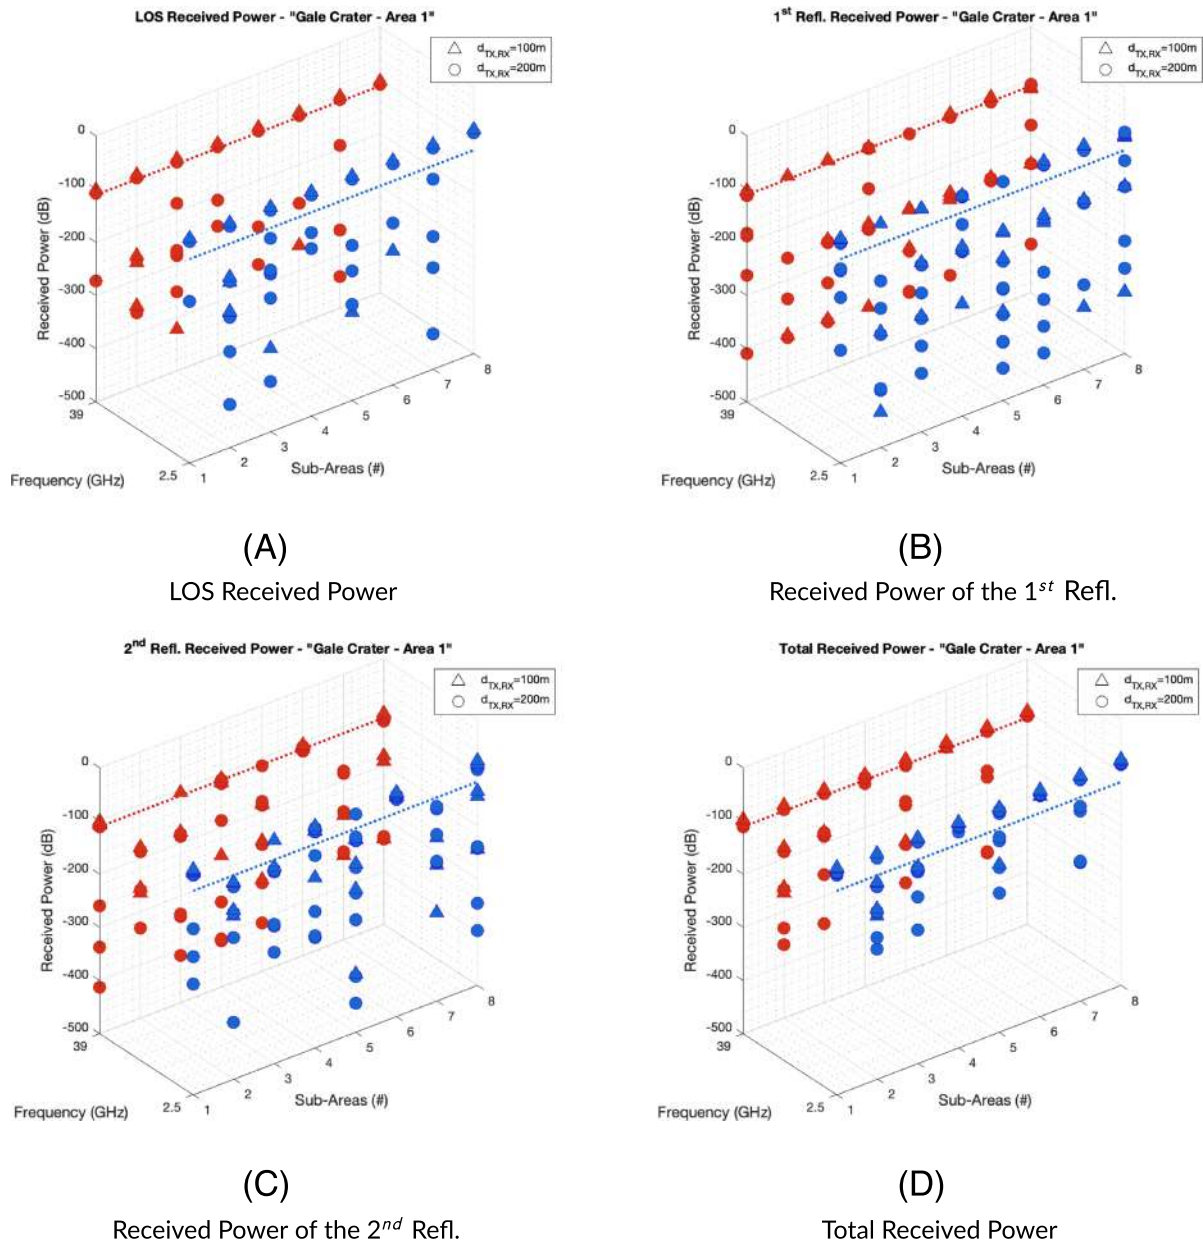 LOS Received Power - "Gale Crater - Area 1"
d_TX,RX=100m
d_TX,RX=200m
0
-100
-200
-300
-400
-500
Received Power (dB)
39
2.5
Frequency (GHz)
1
2
3
4
5
6
7
8
Sub-Areas (#)
(A)
LOS Received Power
1st Refl. Received Power - "Gale Crater - Area 1"
d_TX,RX=100m
d_TX,RX=200m
0
-100
-200
-300
-400
-500
Received Power (dB)
39
2.5
Frequency (GHz)
1
2
3
4
5
6
7
8
Sub-Areas (#)
(B)
Received Power of the 1st Refl.
2nd Refl. Received Power - "Gale Crater - Area 1"
d_TX,RX=100m
d_TX,RX=200m
0
-100
-200
-300
-400
-500
Received Power (dB)
39
2.5
Frequency (GHz)
1
2
3
4
5
6
7
8
Sub-Areas (#)
(C)
Received Power of the 2nd Refl.
Total Received Power - "Gale Crater - Area 1"
d_TX,RX=100m
d_TX,RX=200m
0
-100
-200
-300
-400
-500
Received Power (dB)
39
2.5
Frequency (GHz)
1
2
3
4
5
6
7
8
Sub-Areas (#)
(D)
Total Received Power